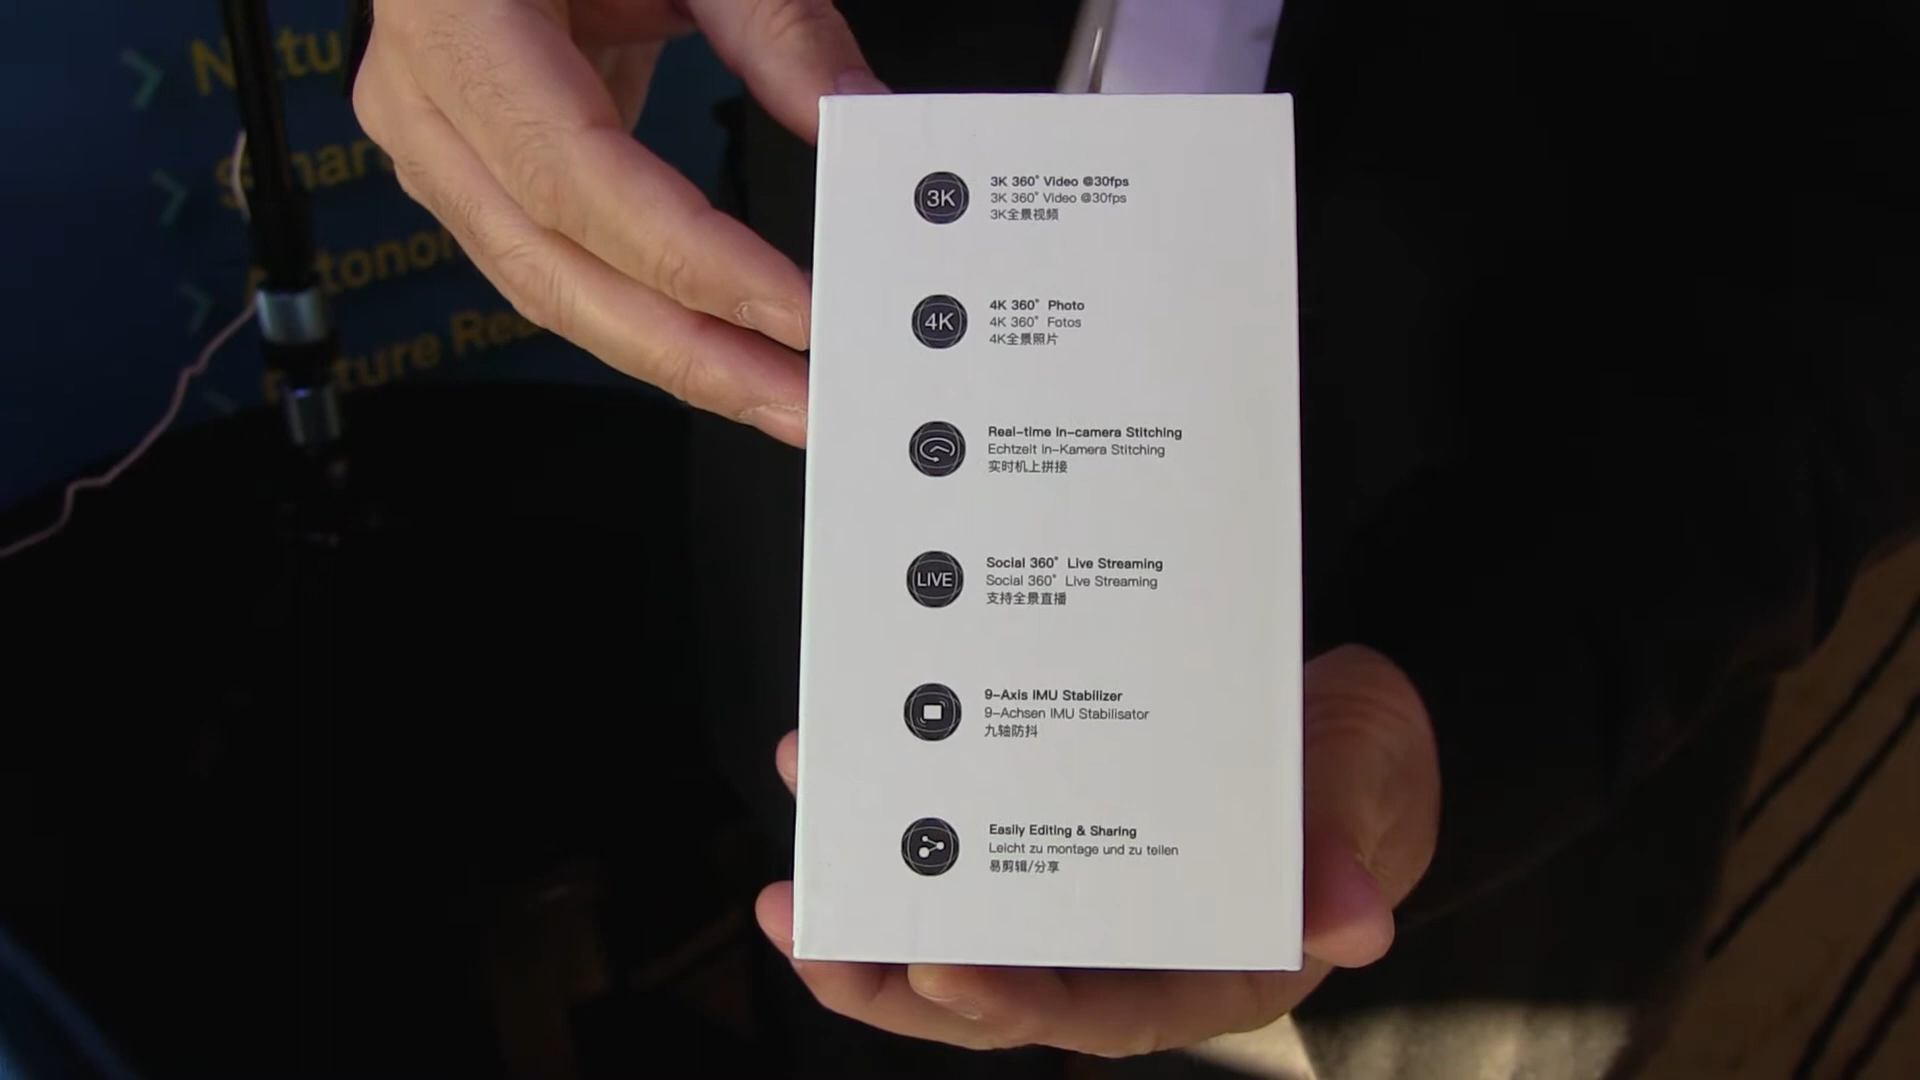 3K
3K 360° Video @30fps
3K 360° Video @30fps
3K全景视频
4K
4K 360° Photo
4K 360° Fotos
4K全景照片
Real-time In-camera Stitching
Echtzeit In-Kamera Stitching
实时机上拼接
LIVE
Social 360° Live Streaming
Social 360° Live Streaming
支持全景直播
9-Axis IMU Stabilizer
9-Achsen IMU Stabilisator
九轴防抖
Easily Editing & Sharing
Leicht zu montage und zu teilen
易剪辑/分享